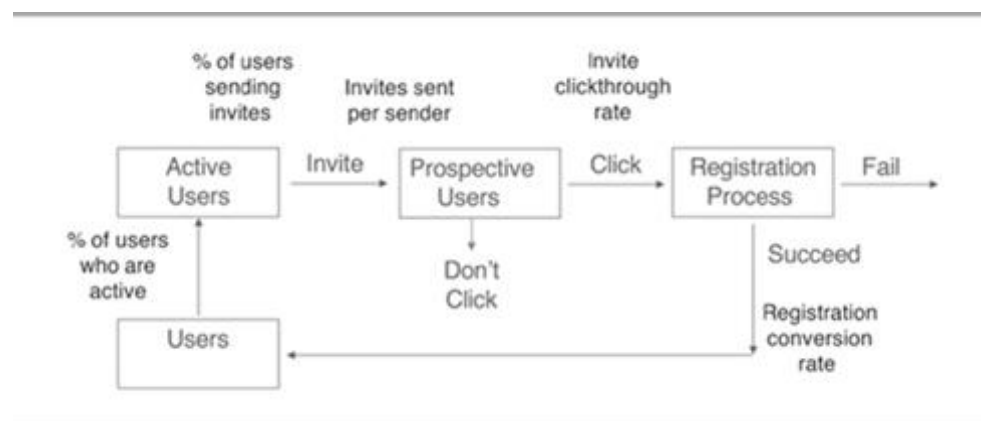 % of users
sending
invites
Invites sent
per sender
Invite
clickthrough
rate
Active
Users
Invite
Prospective
Users
Click
Registration
Process
Fail
% of users
who are
active
Don't
Click
Succeed
Users
Registration
conversion
rate